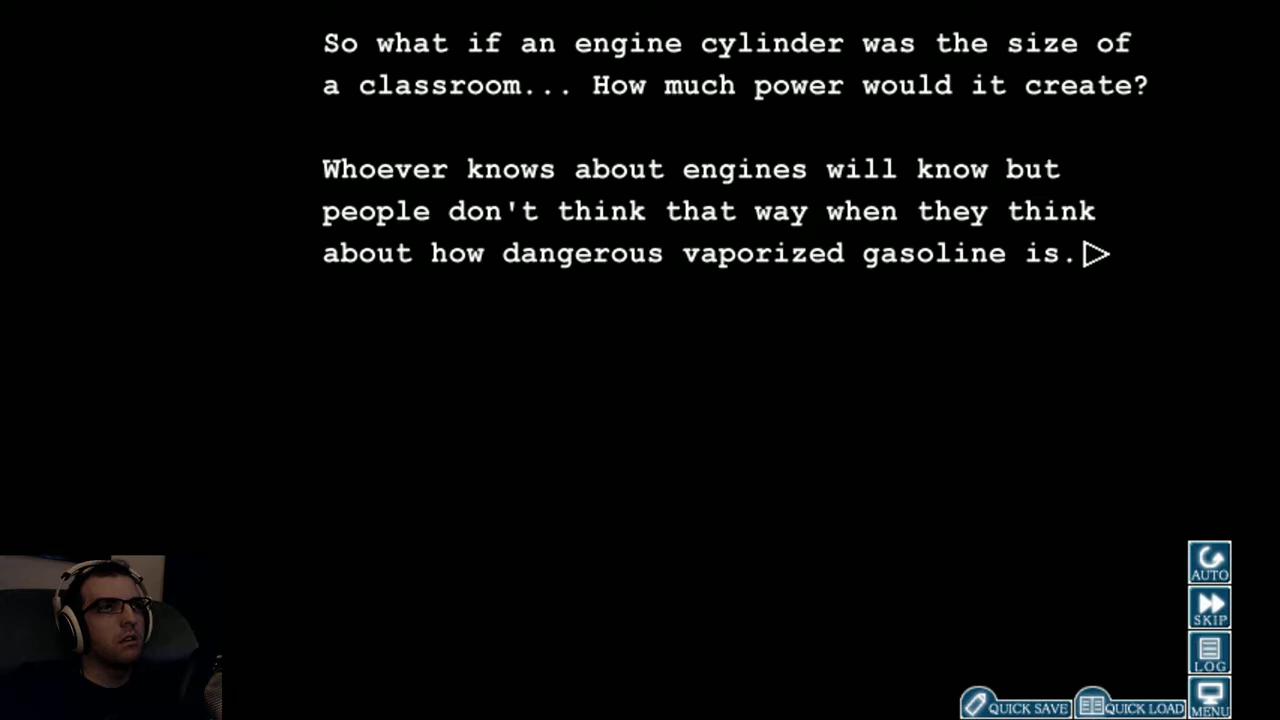 So what if an engine cylinder was the size of
a classroom... How much power would it create?
Whoever knows about engines will know but
people don't think that way when they think
about how dangerous vaporized gasoline is.
AUTO
SKIP
LOG
QUICK SAVE
QUICK LOAD
MENU